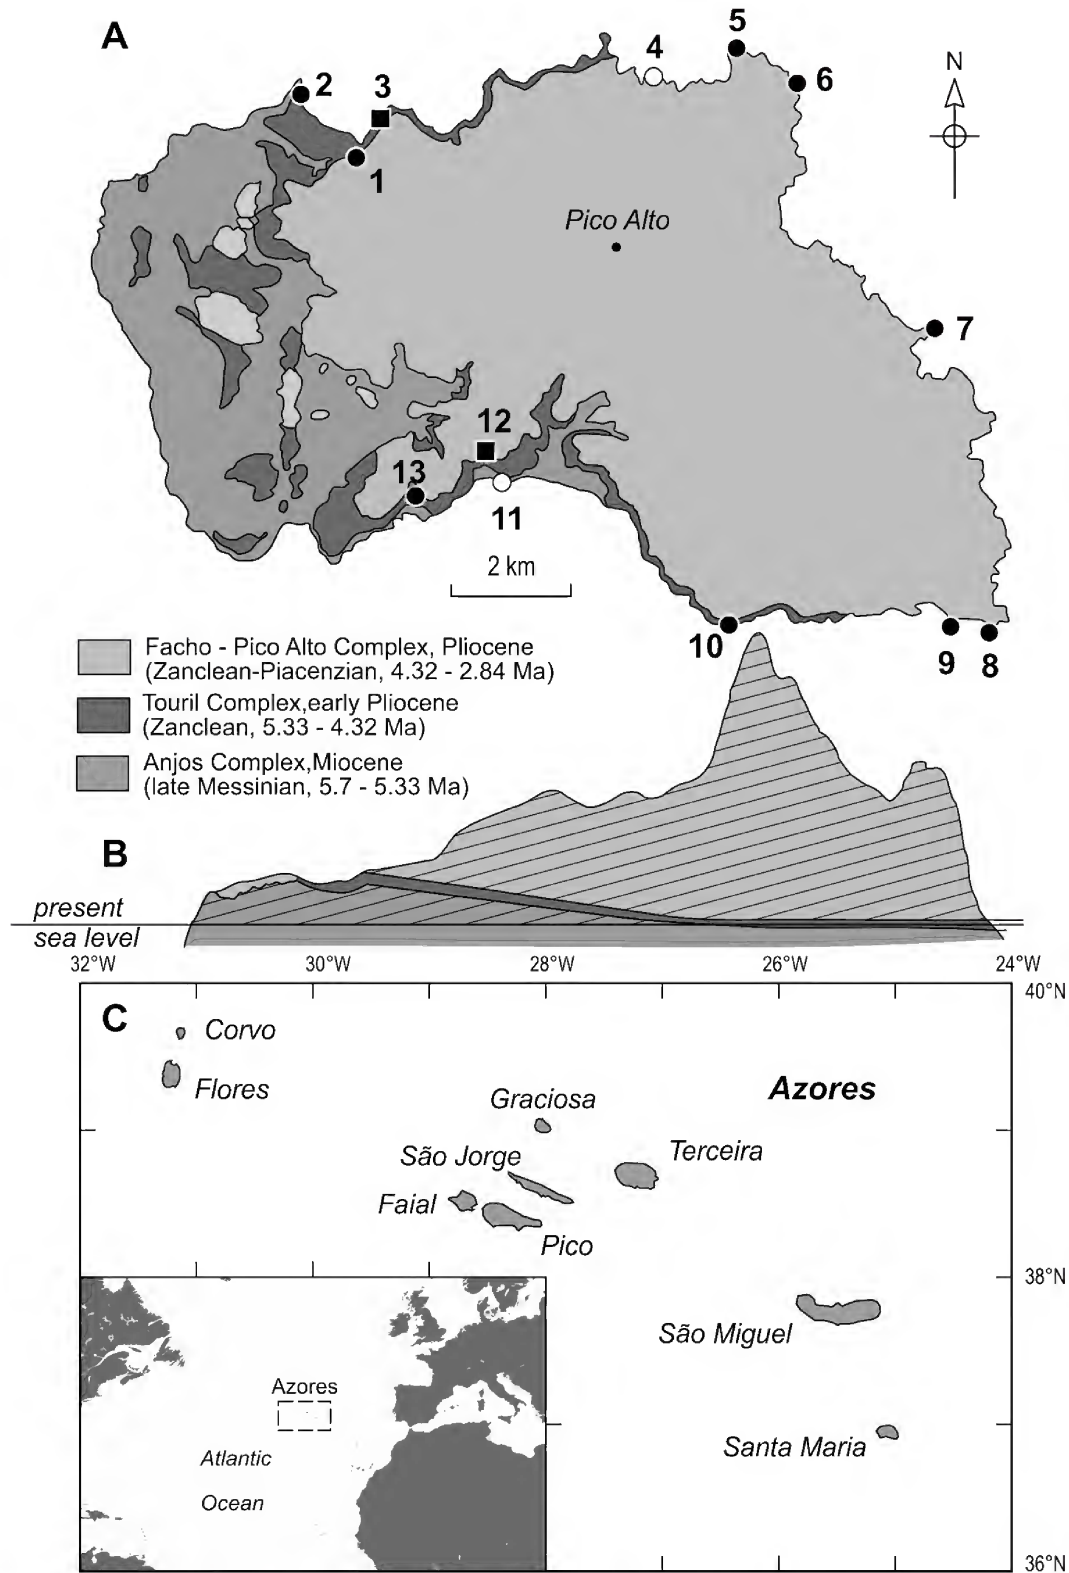 A
5
4
6
N
2
3
1
Pico Alto
7
12
13
11
2 km
10
9
8
Facho - Pico Alto Complex, Pliocene
(Zanclean-Piacenzian, 4.32 - 2.84 Ma)
Touril Complex,early Pliocene
(Zanclean, 5.33 - 4.32 Ma)
Anjos Complex,Miocene
(late Messinian, 5.7 - 5.33 Ma)
B
present
sea level
32°W 30°W 28°W 26°W 24°W
40°N
C
Corvo
Flores
Azores
Graciosa
São Jorge
Terceira
Faial
Pico
38°N
São Miguel
Azores
Santa Maria
Atlantic
Ocean
36°N